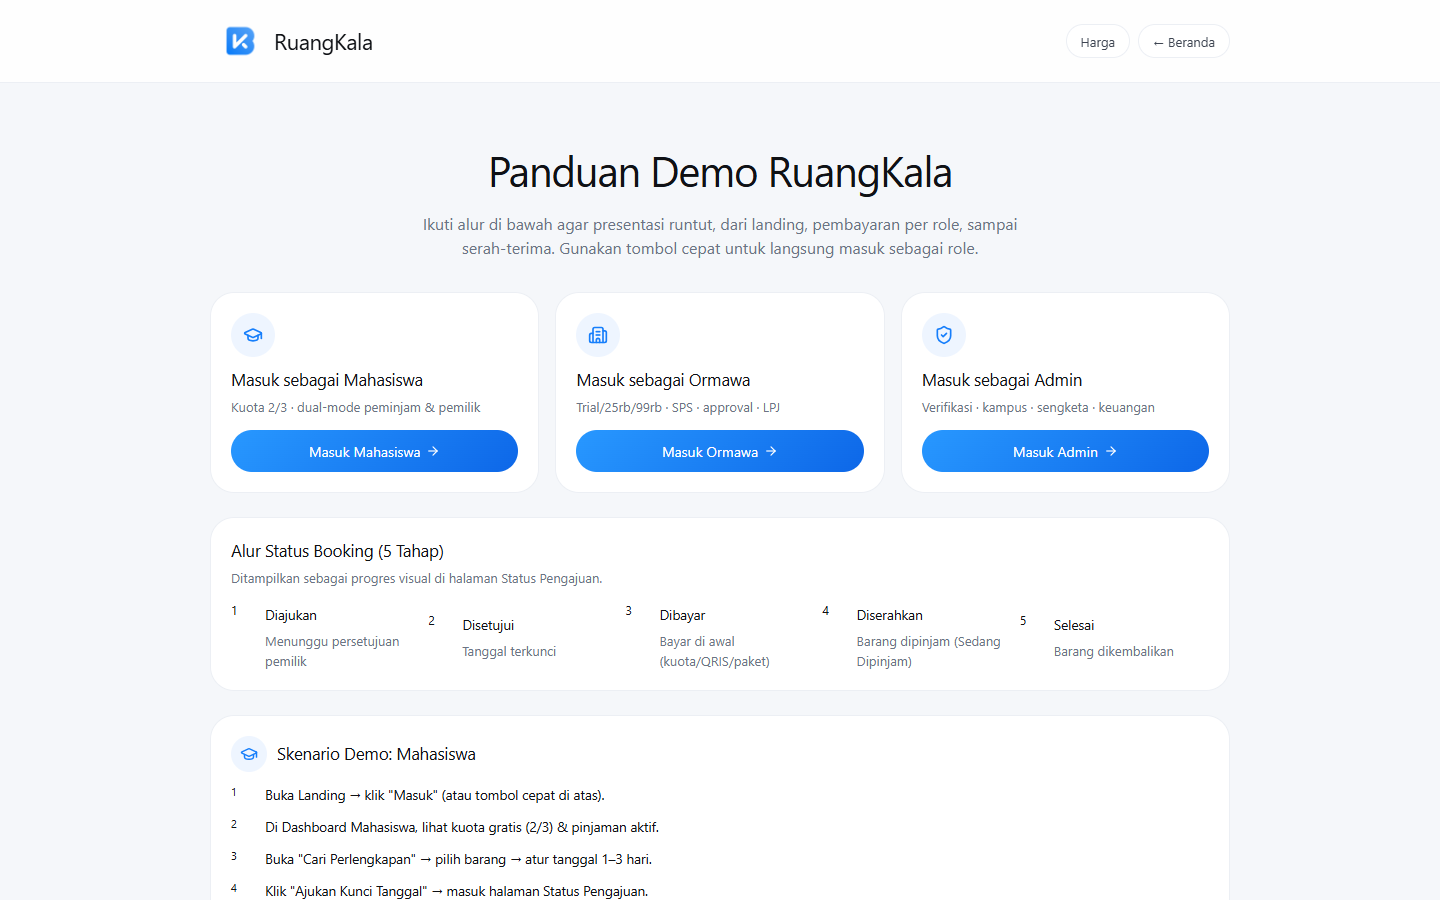 RuangKala
Harga
← Beranda
Panduan Demo RuangKala
Ikuti alur di bawah agar presentasi runtut, dari landing, pembayaran per role, sampai
serah-terima. Gunakan tombol cepat untuk langsung masuk sebagai role.
Masuk sebagai Mahasiswa
Kuota 2/3 · dual-mode peminjam & pemilik
Masuk Mahasiswa →
Masuk sebagai Ormawa
Trial/25rb/99rb · SPS · approval · LPJ
Masuk Ormawa →
Masuk sebagai Admin
Verifikasi · kampus · sengketa · keuangan
Masuk Admin →
Alur Status Booking (5 Tahap)
Ditampilkan sebagai progres visual di halaman Status Pengajuan.
1 Diajukan
Menunggu persetujuan
pemilik
2 Disetujui
Tanggal terkunci
3 Dibayar
Bayar di awal
(kuota/QRIS/paket)
4 Diserahkan
Barang dipinjam (Sedang
Dipinjam)
5 Selesai
Barang dikembalikan
Skenario Demo: Mahasiswa
1 Buka Landing → klik "Masuk" (atau tombol cepat di atas).
2 Di Dashboard Mahasiswa, lihat kuota gratis (2/3) & pinjaman aktif.
3 Buka "Cari Perlengkapan" → pilih barang → atur tanggal 1–3 hari.
4 Klik "Ajukan Kunci Tanggal" → masuk halaman Status Pengajuan.